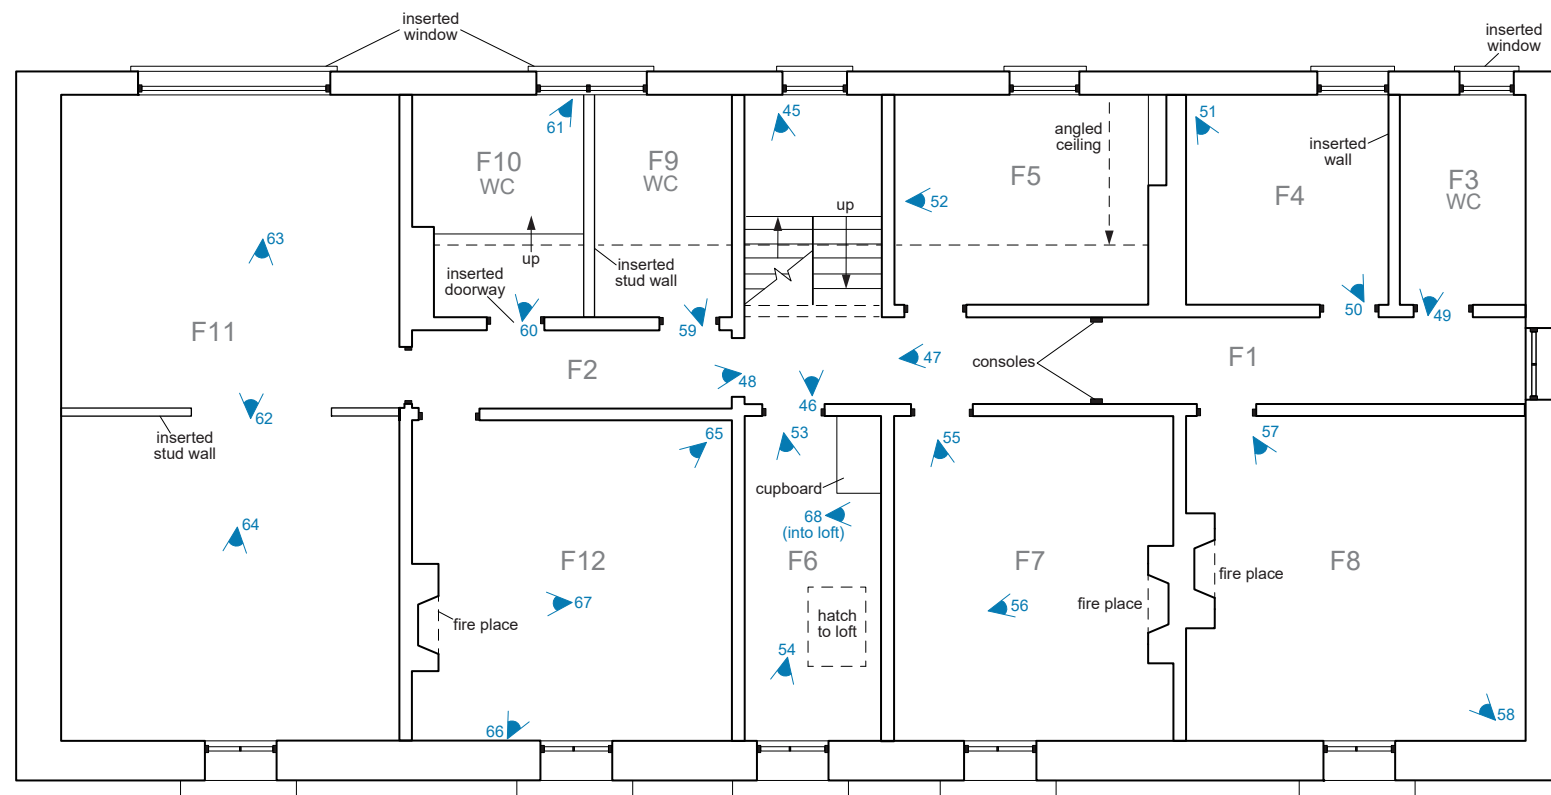 inserted
window
inserted
window
61
45
51
angled
ceiling
inserted
wall
F10
WC
F9
WC
F5
F4
F3
WC
52
up
63
up
inserted
stud wall
inserted
doorway
60
59
50
49
F11
F2
48
46
47
consoles
F1
62
inserted
stud wall
65
53
55
57
cupboard
68
(into loft)
64
F12
F6
F7
F8
fire place
fire place
67
56
fire place
hatch
to loft
54
66
58